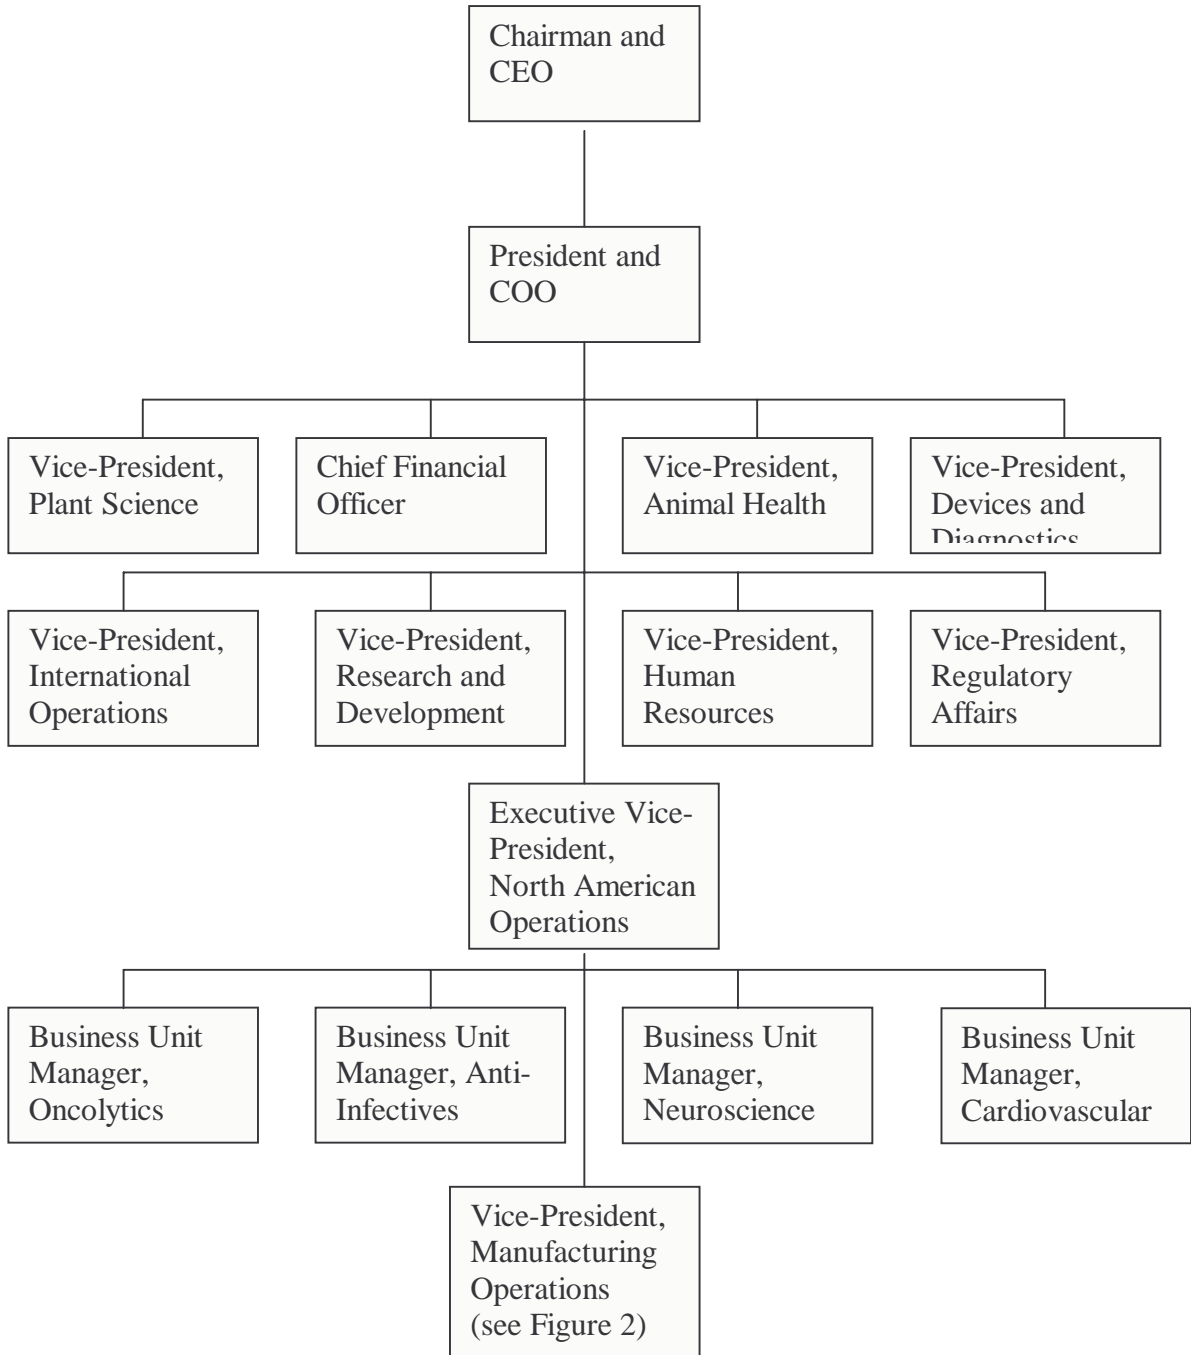 Chairman and
CEO
President and
COO
Vice-President,
Plant Science
Chief Financial
Officer
Vice-President,
Animal Health
Vice-President,
Devices and
Diagnostics
Vice-President,
International
Operations
Vice-President,
Research and
Development
Vice-President,
Human
Resources
Vice-President,
Regulatory
Affairs
Executive Vice-
President,
North American
Operations
Business Unit
Manager,
Oncolytics
Business Unit
Manager, Anti-
Infectives
Business Unit
Manager,
Neuroscience
Business Unit
Manager,
Cardiovascular
Vice-President,
Manufacturing
Operations
(see Figure 2)